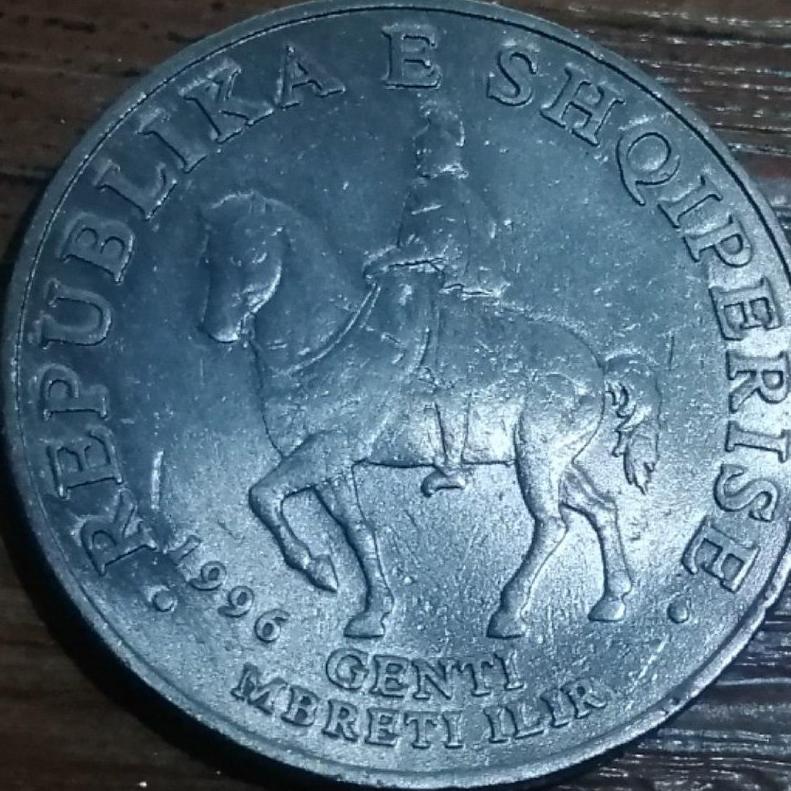 REPUBLIKA E SHQIPERISE
1996
GENTI
MBRETI ILIR